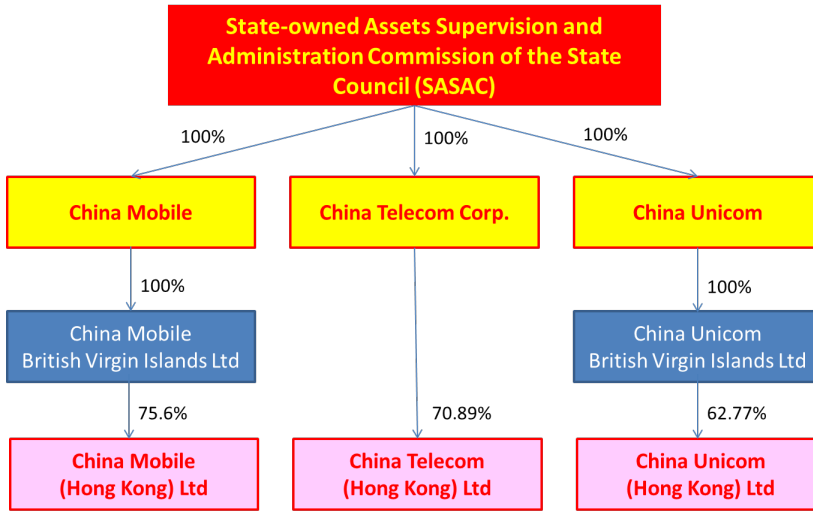 State-owned Assets Supervision and
Administration Commission of the State
Council (SASAC)
100%
100%
100%
China Mobile
China Telecom Corp.
China Unicom
100%
100%
China Mobile
British Virgin Islands Ltd
China Unicom
British Virgin Islands Ltd
75.6%
70.89%
62.77%
China Mobile
(Hong Kong) Ltd
China Telecom
(Hong Kong) Ltd
China Unicom
(Hong Kong) Ltd